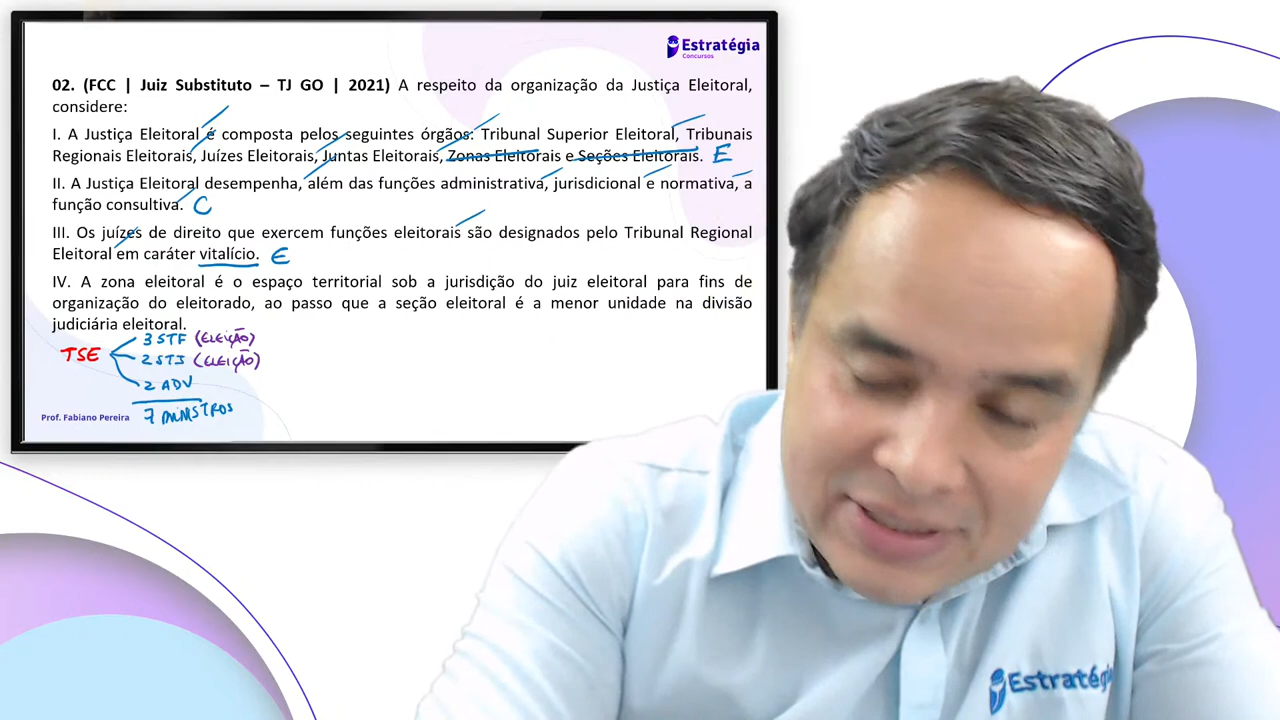 Estratégia
Concursos
02. (FCC | Juiz Substituto – TJ GO | 2021) A respeito da organização da Justiça Eleitoral,
considere:
I. A Justiça Eleitoral é composta pelos seguintes órgãos: Tribunal Superior Eleitoral, Tribunais
Regionais Eleitorais, Juízes Eleitorais, Juntas Eleitorais, Zonas Eleitorais e Seções Eleitorais. E
II. A Justiça Eleitoral desempenha, além das funções administrativa, jurisdicional e normativa, a
função consultiva. C
III. Os juízes de direito que exercem funções eleitorais são designados pelo Tribunal Regional
Eleitoral em caráter vitalício. E
IV. A zona eleitoral é o espaço territorial sob a jurisdição do juiz eleitoral para fins de
organização do eleitorado, ao passo que a seção eleitoral é a menor unidade na divisão
judiciária eleitoral.
3 STF (ELEIÇÃO)
TSE 2 STJ (ELEIÇÃO)
2 ADV
7 MINISTROS
Prof. Fabiano Pereira
Estratégia